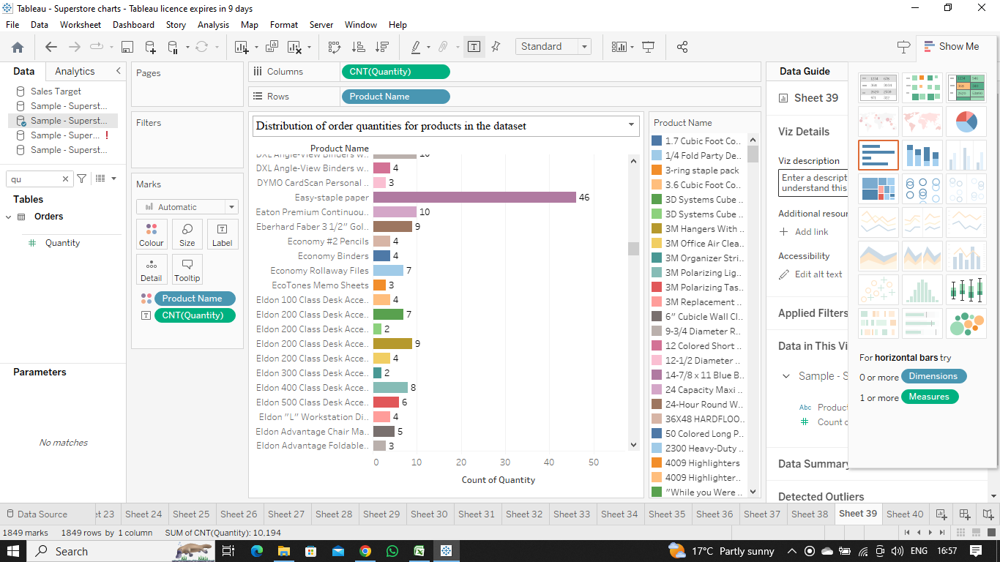 Tableau - Superstore charts - Tableau licence expires in 9 days
File Data Worksheet Dashboard Story Analysis Map Format Server Window Help
Standard
Show Me
Data Analytics
Sales Target
Sample - Superst...
Sample - Superst...
Sample - Super... !
Sample - Superst...
qu
Tables
Orders
Quantity
Parameters
No matches
Pages
Filters
Marks
Automatic
Colour Size Label
Detail Tooltip
Product Name
CNT(Quantity)
Columns CNT(Quantity)
Rows Product Name
Distribution of order quantities for products in the dataset
Product Name
DXL Angle-View Binders w.. 10
DXL Angle-View Binders w.. 4
DYMO CardScan Personal .. 3
Easy-staple paper 46
Eaton Premium Continuou.. 10
Eberhard Faber 3 1/2" Gol.. 9
Economy #2 Pencils 4
Economy Binders 4
Economy Rollaway Files 7
EcoTones Memo Sheets 3
Eldon 100 Class Desk Acce.. 4
Eldon 200 Class Desk Acce.. 7
Eldon 200 Class Desk Acce.. 2
Eldon 200 Class Desk Acce.. 9
Eldon 200 Class Desk Acce.. 4
Eldon 300 Class Desk Acce.. 2
Eldon 400 Class Desk Acce.. 8
Eldon 500 Class Desk Acce.. 6
Eldon "L" Workstation Di.. 4
Eldon Advantage Chair Ma.. 5
Eldon Advantage Foldable.. 3
0 10 20 30 40 50
Count of Quantity
Product Name
1.7 Cubic Foot Co..
1/4 Fold Party De..
3-ring staple pack
3.6 Cubic Foot Co..
3D Systems Cube ..
3D Systems Cube ..
3M Hangers With ..
3M Office Air Clea..
3M Organizer Stri..
3M Polarizing Lig..
3M Polarizing Tas..
3M Replacement ..
6" Cubicle Wall Cl..
9-3/4 Diameter R..
12 Colored Short ..
12-1/2 Diameter ..
14-7/8 x 11 Blue B..
24 Capacity Maxi ..
24-Hour Round W..
36X48 HARDFLOO..
50 Colored Long P..
2300 Heavy-Duty ..
4009 Highlighters
4009 Highlighter..
"While you Were ..
Data Guide
Sheet 39
Viz Details
Viz description
Enter a descript
understand this
Additional resour
Add link
Accessibility
Edit alt text
Applied Filters
Data in This Vi
Sample - S
Abc Product
Count o
Data Summary
Detected Outliers
For horizontal bars try
0 or more Dimensions
1 or more Measures
Data Source et 23 Sheet 24 Sheet 25 Sheet 26 Sheet 27 Sheet 28 Sheet 29 Sheet 30 Sheet 31 Sheet 32 Sheet 33 Sheet 34 Sheet 35 Sheet 36 Sheet 37 Sheet 38 Sheet 39 Sheet 40
1849 marks 1849 rows by 1 column SUM of CNT(Quantity): 10,194
Search
17°C Partly sunny ENG 16:57